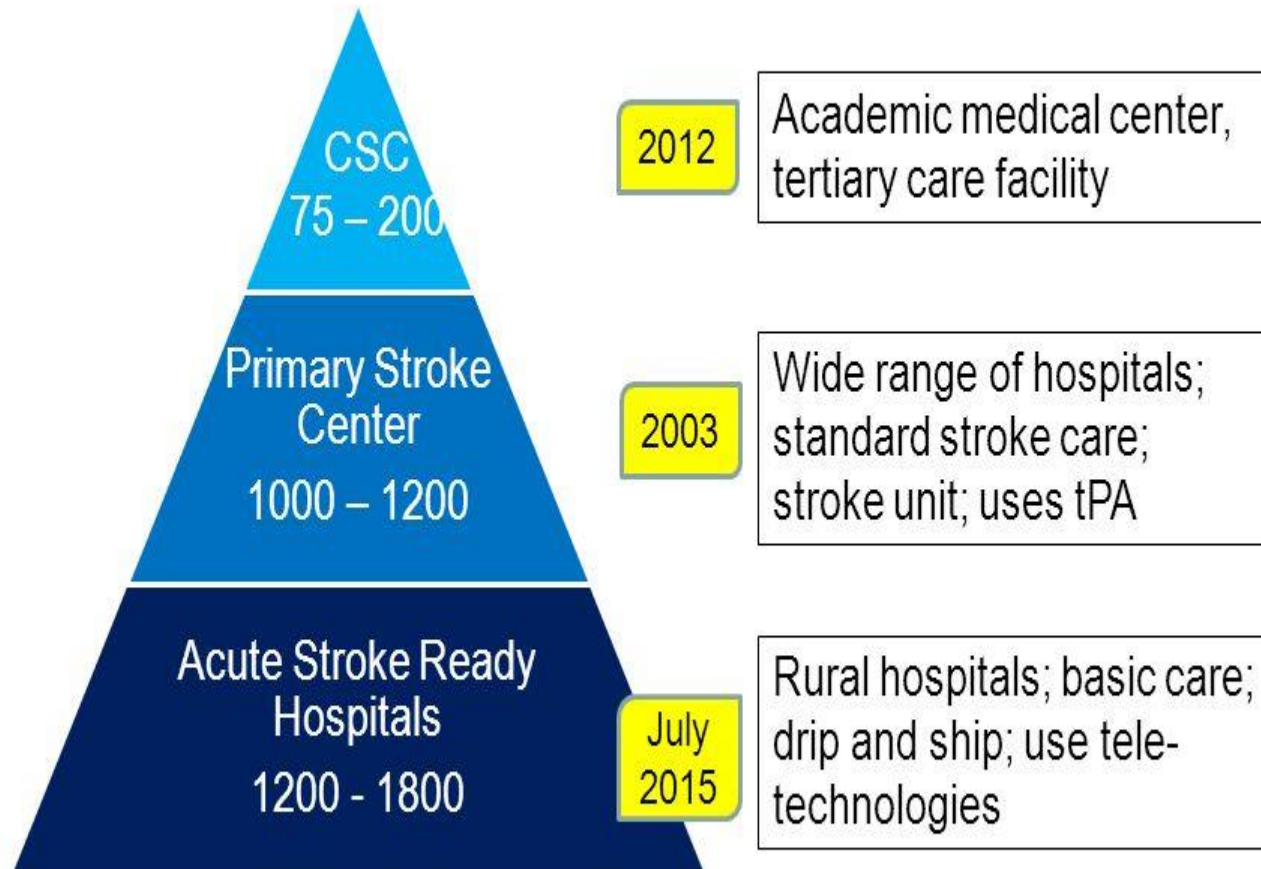 CSC
75 – 200
2012
Academic medical center,
tertiary care facility
Primary Stroke
Center
1000 – 1200
2003
Wide range of hospitals;
standard stroke care;
stroke unit; uses tPA
Acute Stroke Ready
Hospitals
1200 - 1800
July
2015
Rural hospitals; basic care;
drip and ship; use tele-
technologies